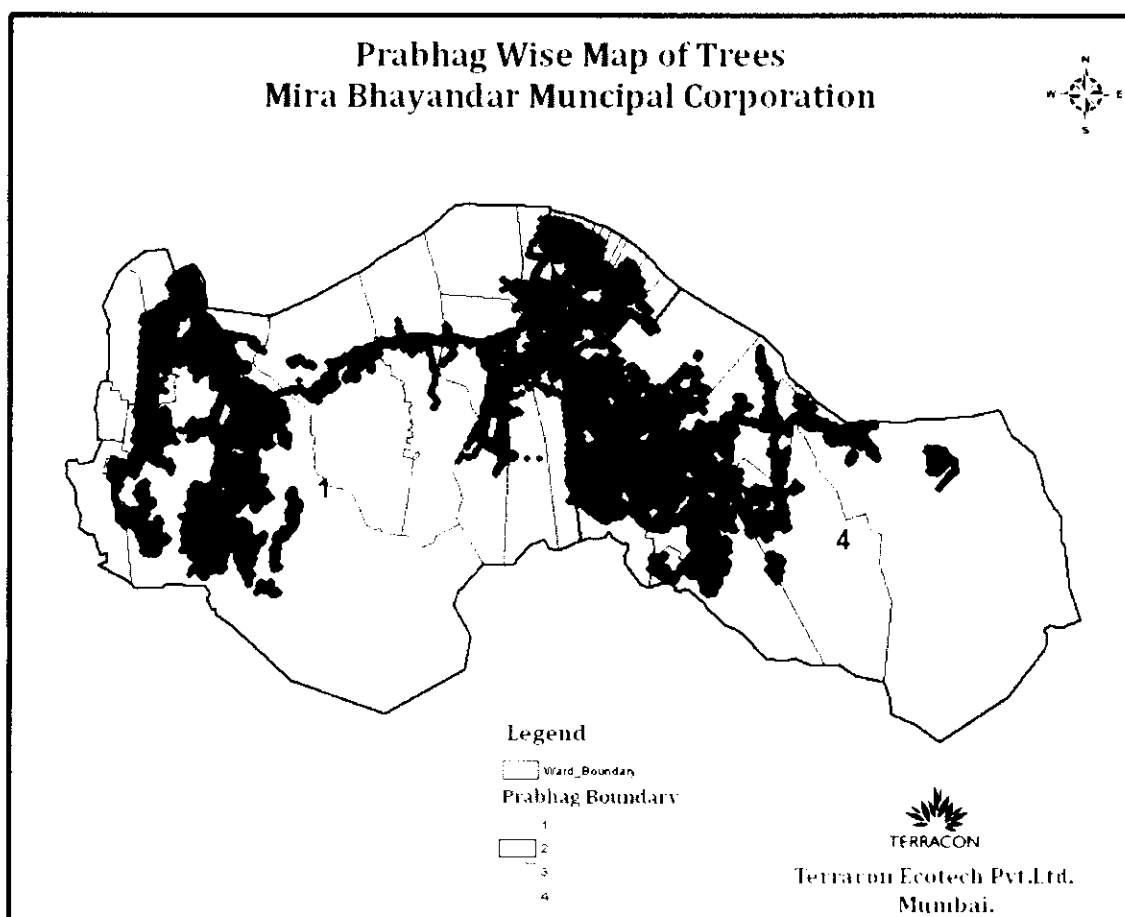 Prabhag Wise Map of Trees
Mira Bhayandar Muncipal Corporation
N
W E
S
1
4
Legend
Ward_Boundary
Prabhag Boundary
1
2
3
4
TERRACON
Terracon Ecotech Pvt.Ltd.
Mumbai.